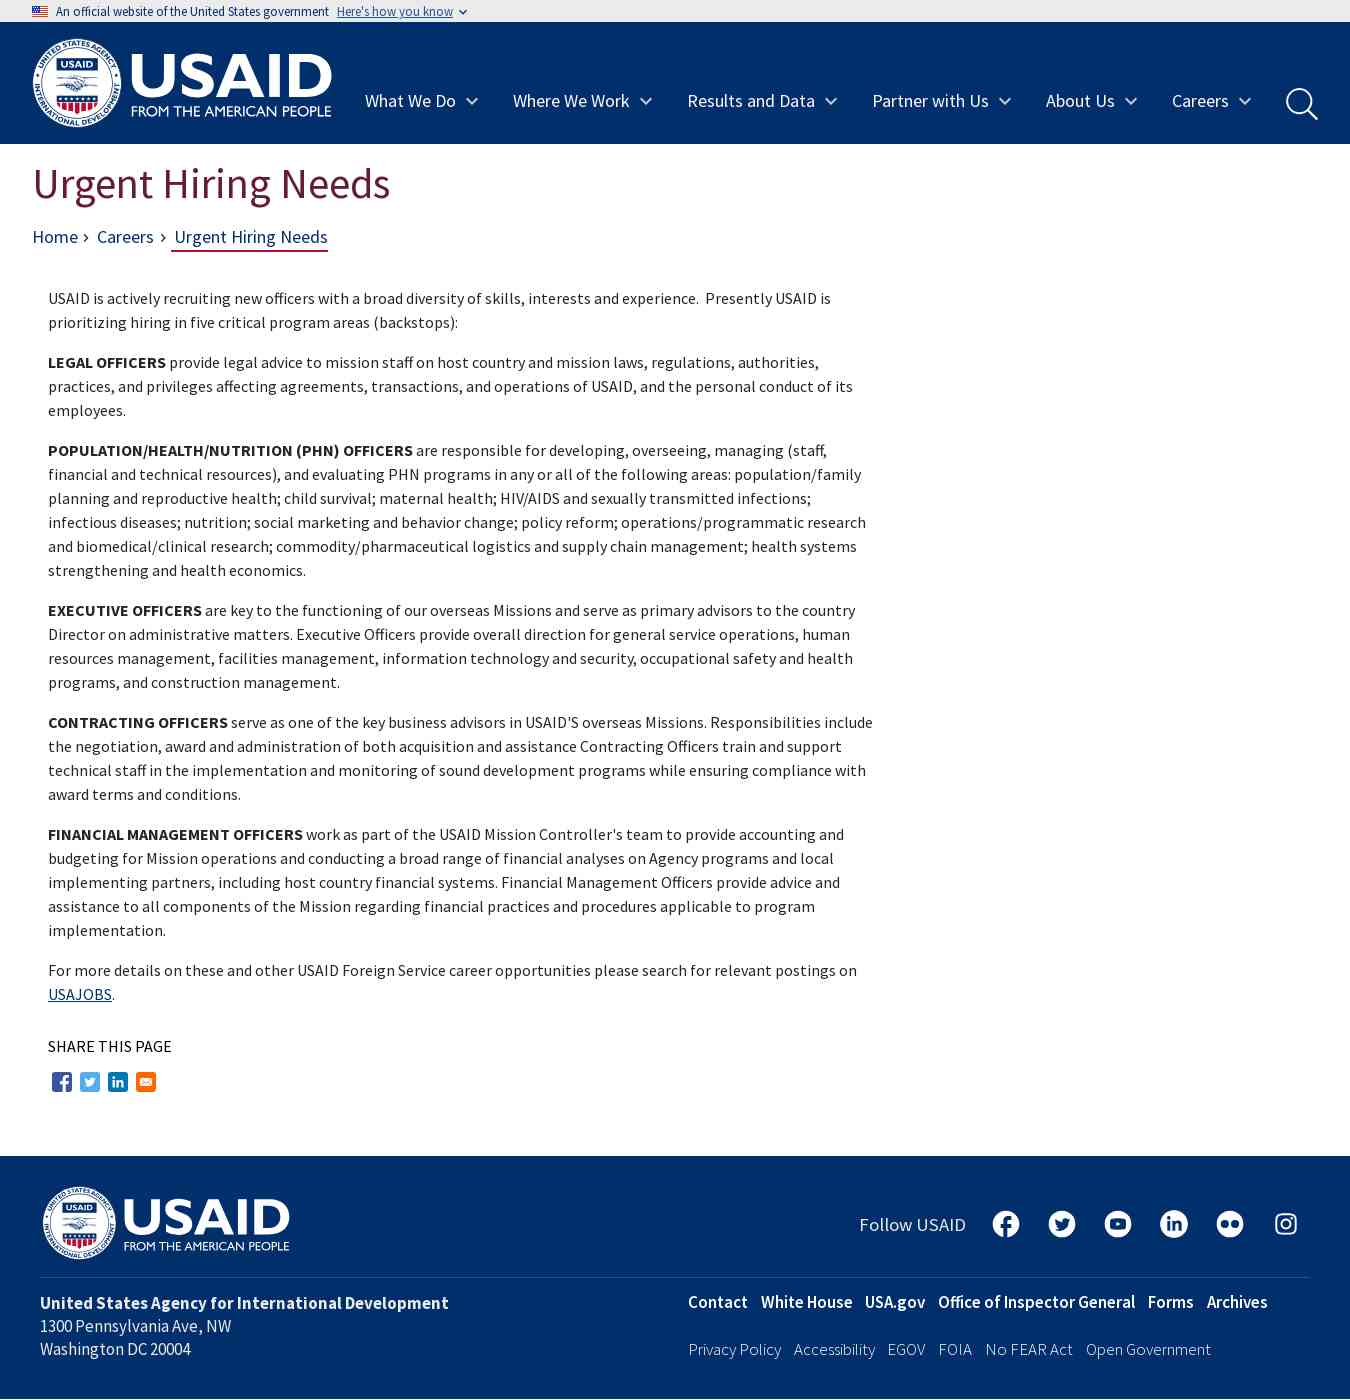 An official website of the United States government Here's how you know
UNITED STATES AGENCY
USAID
INTERNATIONAL DEVELOPMENT
USAID
FROM THE AMERICAN PEOPLE
What We Do
Where We Work
Results and Data
Partner with Us
About Us
Careers
Urgent Hiring Needs
Home › Careers › Urgent Hiring Needs
USAID is actively recruiting new officers with a broad diversity of skills, interests and experience.  Presently USAID is
prioritizing hiring in five critical program areas (backstops):
LEGAL OFFICERS provide legal advice to mission staff on host country and mission laws, regulations, authorities,
practices, and privileges affecting agreements, transactions, and operations of USAID, and the personal conduct of its
employees.
POPULATION/HEALTH/NUTRITION (PHN) OFFICERS are responsible for developing, overseeing, managing (staff,
financial and technical resources), and evaluating PHN programs in any or all of the following areas: population/family
planning and reproductive health; child survival; maternal health; HIV/AIDS and sexually transmitted infections;
infectious diseases; nutrition; social marketing and behavior change; policy reform; operations/programmatic research
and biomedical/clinical research; commodity/pharmaceutical logistics and supply chain management; health systems
strengthening and health economics.
EXECUTIVE OFFICERS are key to the functioning of our overseas Missions and serve as primary advisors to the country
Director on administrative matters. Executive Officers provide overall direction for general service operations, human
resources management, facilities management, information technology and security, occupational safety and health
programs, and construction management.
CONTRACTING OFFICERS serve as one of the key business advisors in USAID'S overseas Missions. Responsibilities include
the negotiation, award and administration of both acquisition and assistance Contracting Officers train and support
technical staff in the implementation and monitoring of sound development programs while ensuring compliance with
award terms and conditions.
FINANCIAL MANAGEMENT OFFICERS work as part of the USAID Mission Controller's team to provide accounting and
budgeting for Mission operations and conducting a broad range of financial analyses on Agency programs and local
implementing partners, including host country financial systems. Financial Management Officers provide advice and
assistance to all components of the Mission regarding financial practices and procedures applicable to program
implementation.
For more details on these and other USAID Foreign Service career opportunities please search for relevant postings on
USAJOBS.
SHARE THIS PAGE
UNITED STATES AGENCY
USAID
INTERNATIONAL DEVELOPMENT
USAID
FROM THE AMERICAN PEOPLE
Follow USAID
United States Agency for International Development
1300 Pennsylvania Ave, NW
Washington DC 20004
Contact White House USA.gov Office of Inspector General Forms Archives
Privacy Policy Accessibility EGOV FOIA No FEAR Act Open Government